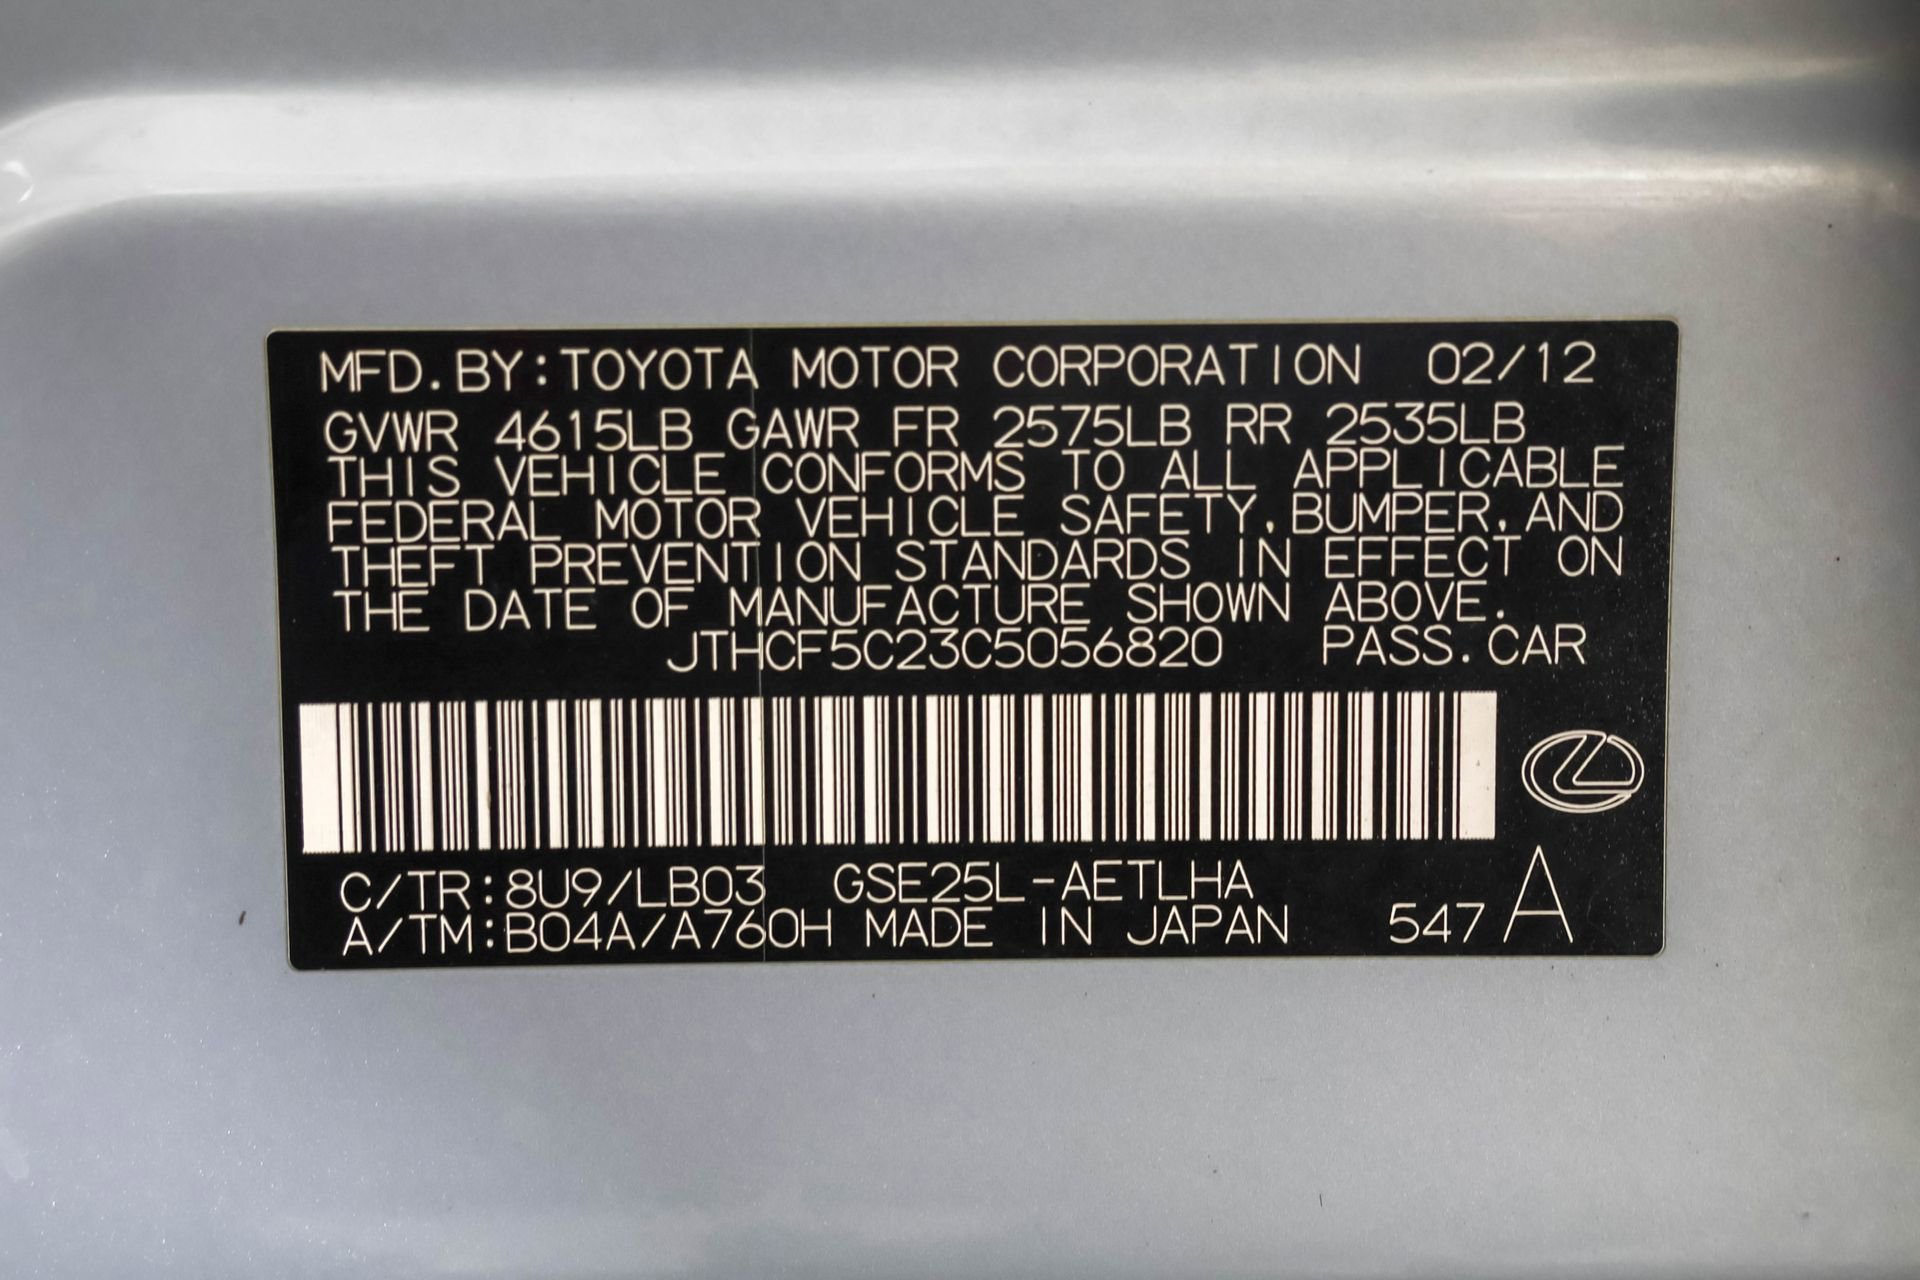 MFD. BY: TOYOTA MOTOR CORPORATION 02/12
GVWR 4615LB GAWR FR 2575LB RR 2535LB
THIS VEHICLE CONFORMS TO ALL APPLICABLE
FEDERAL MOTOR VEHICLE SAFETY, BUMPER, AND
THEFT PREVENTION STANDARDS IN EFFECT ON
THE DATE OF MANUFACTURE SHOWN ABOVE.
JTHCF5C23C5056820 PASS. CAR
C/TR: 8U9/LB03 GSE25L-AETLHA
A/TM: B04A/A760H MADE IN JAPAN 547 A